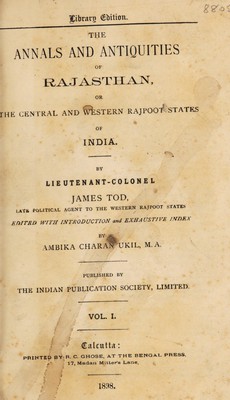 880
Library Edition.
THE
ANNALS AND ANTIQUITIES
OF
RAJASTHAN,
OR
THE CENTRAL AND WESTERN RAJPOOT STATES
OF
INDIA.
BY
LIEUTENANT-COLONEL
JAMES TOD,
LATE POLITICAL AGENT TO THE WESTERN RAJPOOT STATES
EDITED WITH INTRODUCTION and EXHAUSTIVE INDEX
BY
AMBIKA CHARAN UKIL, M.A.
PUBLISHED BY
THE INDIAN PUBLICATION SOCIETY, LIMITED.
VOL. I.
Calcutta:
PRINTED BY R. C. GHOSE, AT THE BENGAL PRESS
17, Madan Mitter's Lane.
1898.